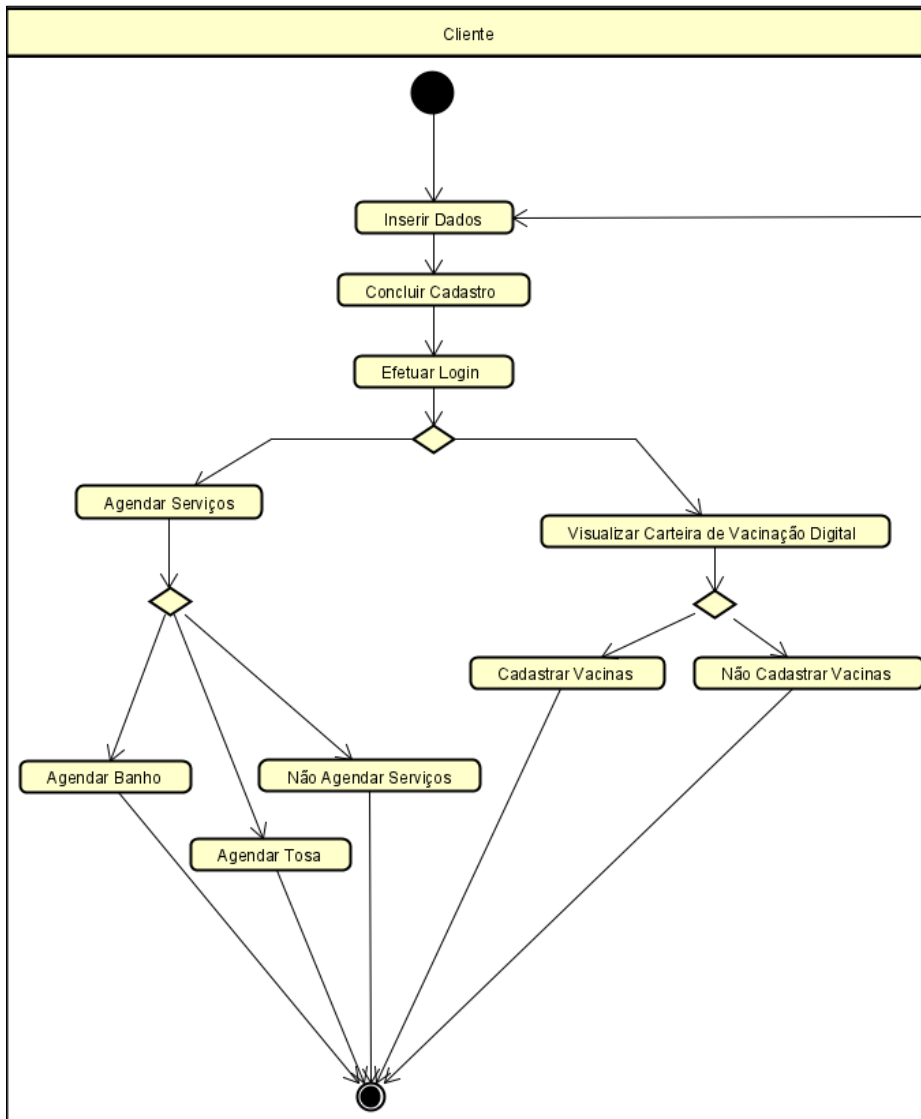 Cliente
Inserir Dados
Concluir Cadastro
Efetuar Login
Agendar Serviços
Visualizar Carteira de Vacinação Digital
Cadastrar Vacinas
Não Cadastrar Vacinas
Agendar Banho
Não Agendar Serviços
Agendar Tosa